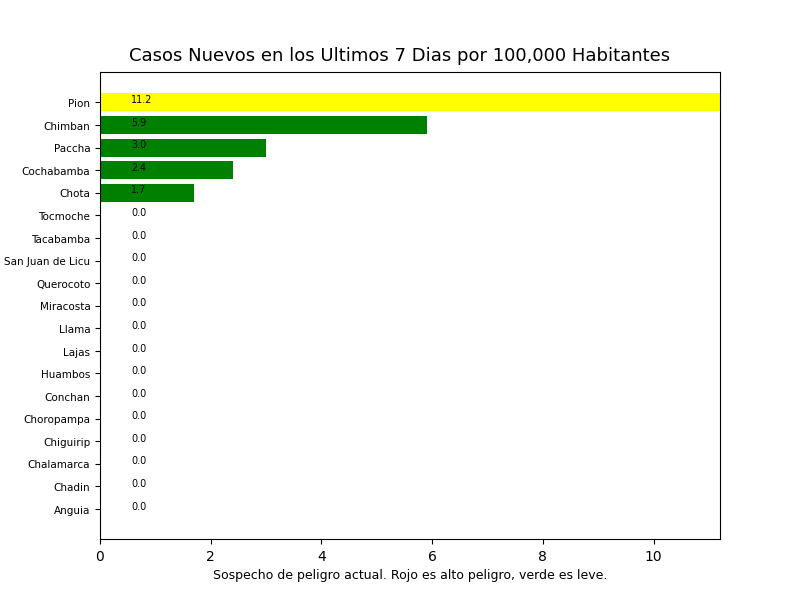 Casos Nuevos en los Ultimos 7 Dias por 100,000 Habitantes
Pion 11.2
Chimban 5.9
Paccha 3.0
Cochabamba 2.4
Chota 1.7
Tocmoche 0.0
Tacabamba 0.0
San Juan de Licu 0.0
Querocoto 0.0
Miracosta 0.0
Llama 0.0
Lajas 0.0
Huambos 0.0
Conchan 0.0
Choropampa 0.0
Chiguirip 0.0
Chalamarca 0.0
Chadin 0.0
Anguia 0.0
0 2 4 6 8 10
Sospecho de peligro actual. Rojo es alto peligro, verde es leve.